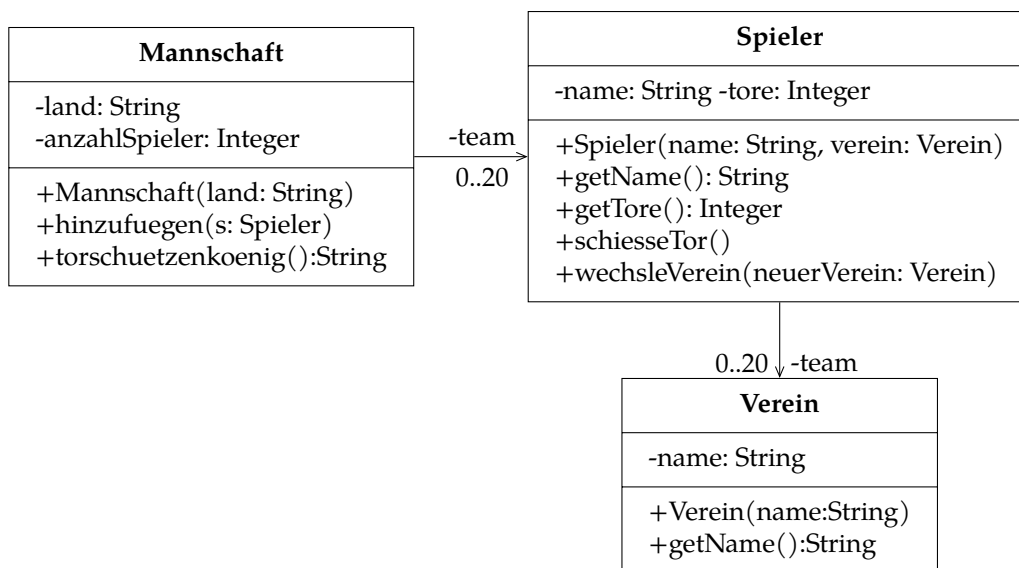 Mannschaft
-land: String
-anzahlSpieler: Integer
+Mannschaft(land: String)
+hinzufuegen(s: Spieler)
+torschuetzenkoenig():String
-team
0..20
Spieler
-name: String -tore: Integer
+Spieler(name: String, verein: Verein)
+getName(): String
+getTore(): Integer
+schiesseTor()
+wechsleVerein(neuerVerein: Verein)
0..20 -team
Verein
-name: String
+Verein(name:String)
+getName():String